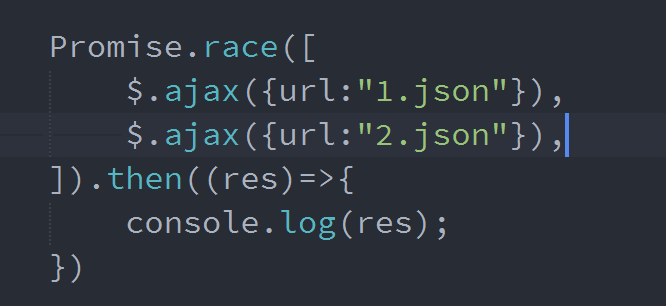 Promise.race([
    $.ajax({url:"1.json"}),
    $.ajax({url:"2.json"}),
]).then((res)=>{
    console.log(res);
})